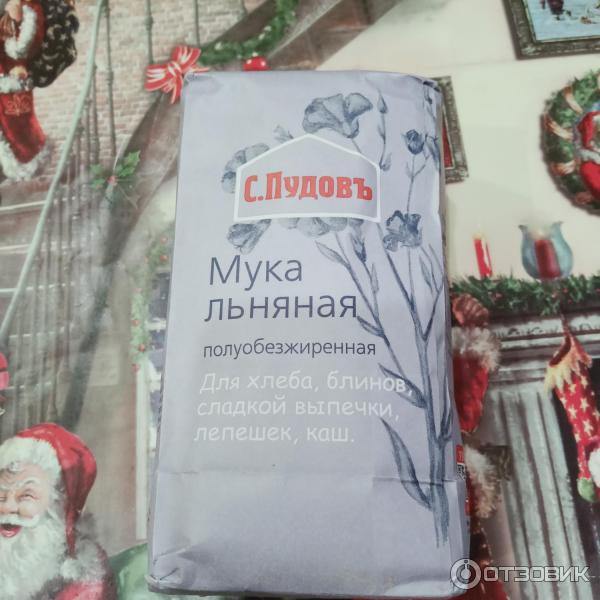 С.ПУДОВЪ
Мука
льняная
полуобезжиренная
Для хлеба, блинов,
сладкой выпечки,
лепешек, каш.
ОТЗОВИК